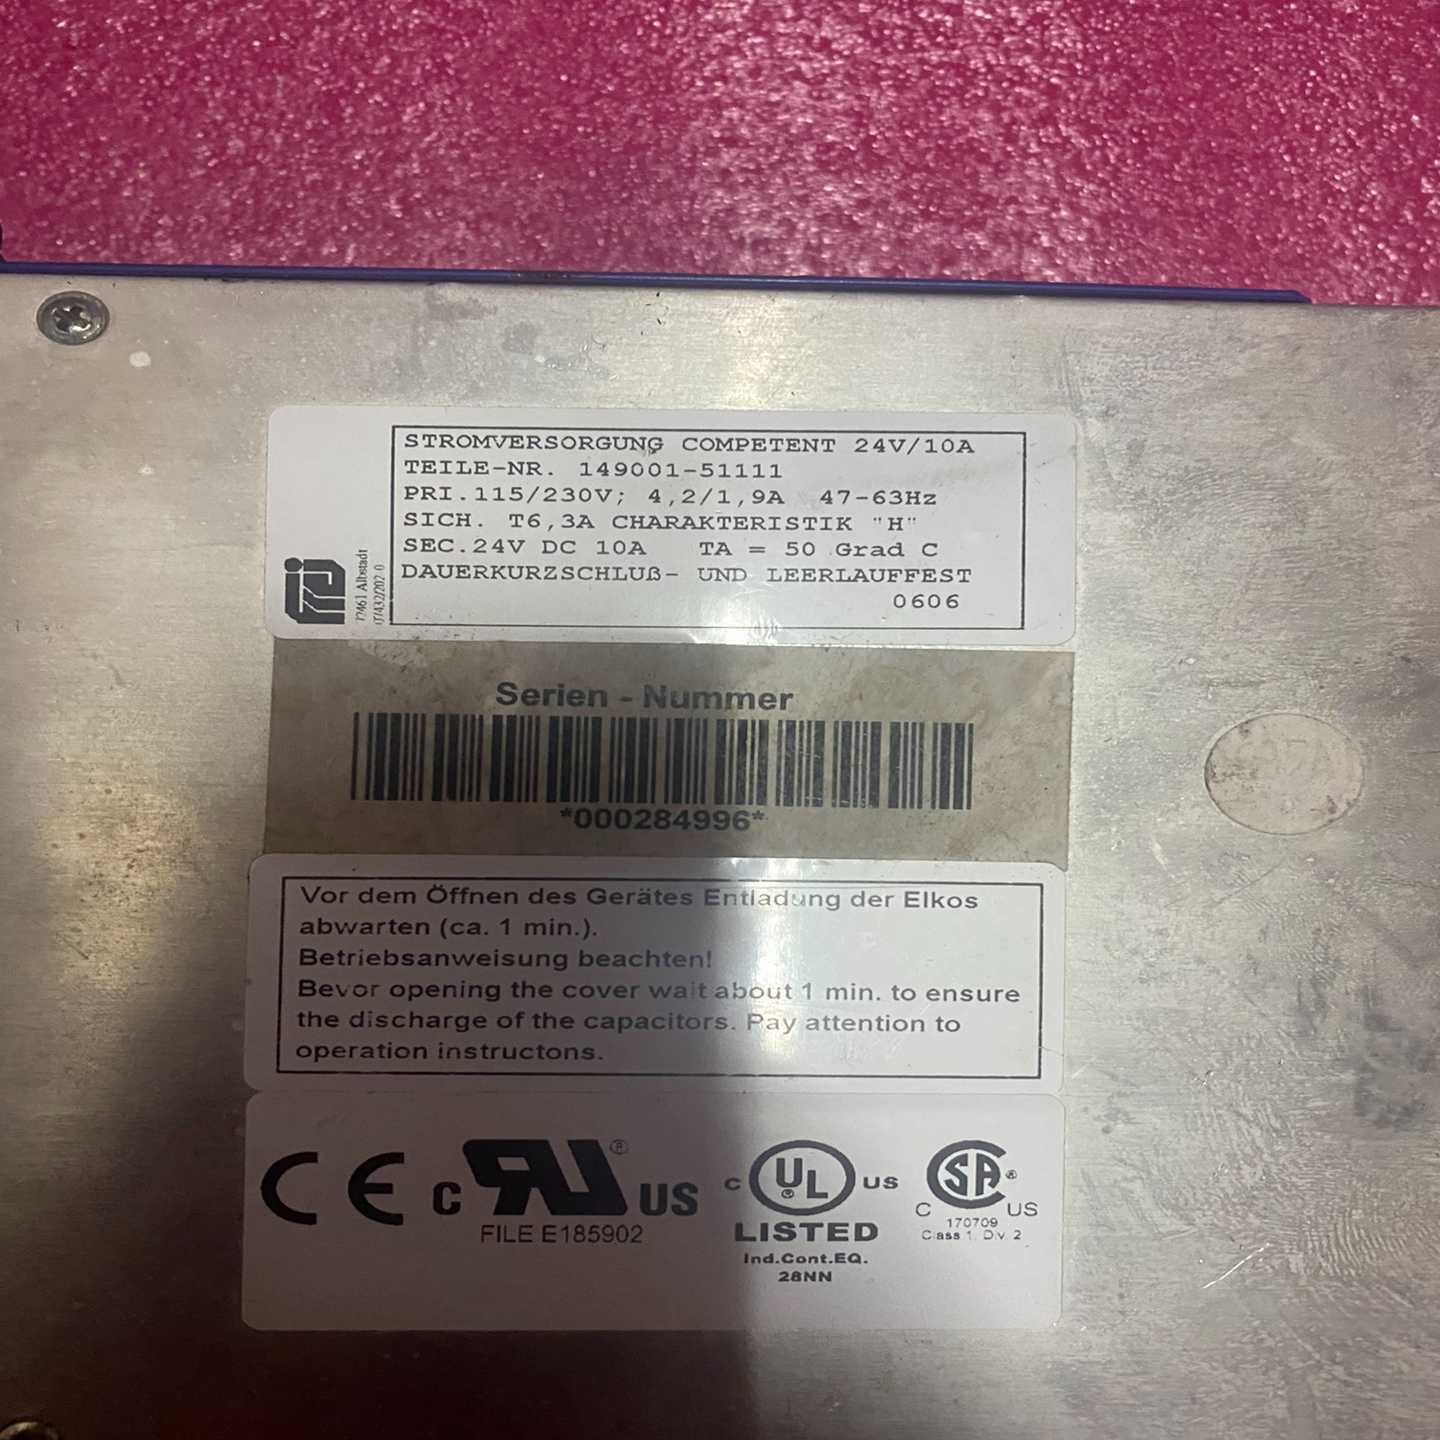 STROMVERSORGUNG COMPETENT 24V/10A
TEILE-NR. 149001-51111
PRI.115/230V; 4,2/1,9A 47-63Hz
SICH. T6,3A CHARAKTERISTIK "H"
SEC.24V DC 10A TA = 50 Grad C
DAUERKURZSCHLUß- UND LEERLAUFFEST
0606
72461 Albstadt
07432/202-0
Serien - Nummer
*000284996*
Vor dem Öffnen des Gerätes Entladung der Elkos
abwarten (ca. 1 min.).
Betriebsanweisung beachten!
Bevor opening the cover wait about 1 min. to ensure
the discharge of the capacitors. Pay attention to
operation instructons.
CE
c RU ® US
FILE E185902
c UL ® US
LISTED
Ind.Cont.EQ.
28NN
SA ®
C US
170709
Class 1, Div. 2